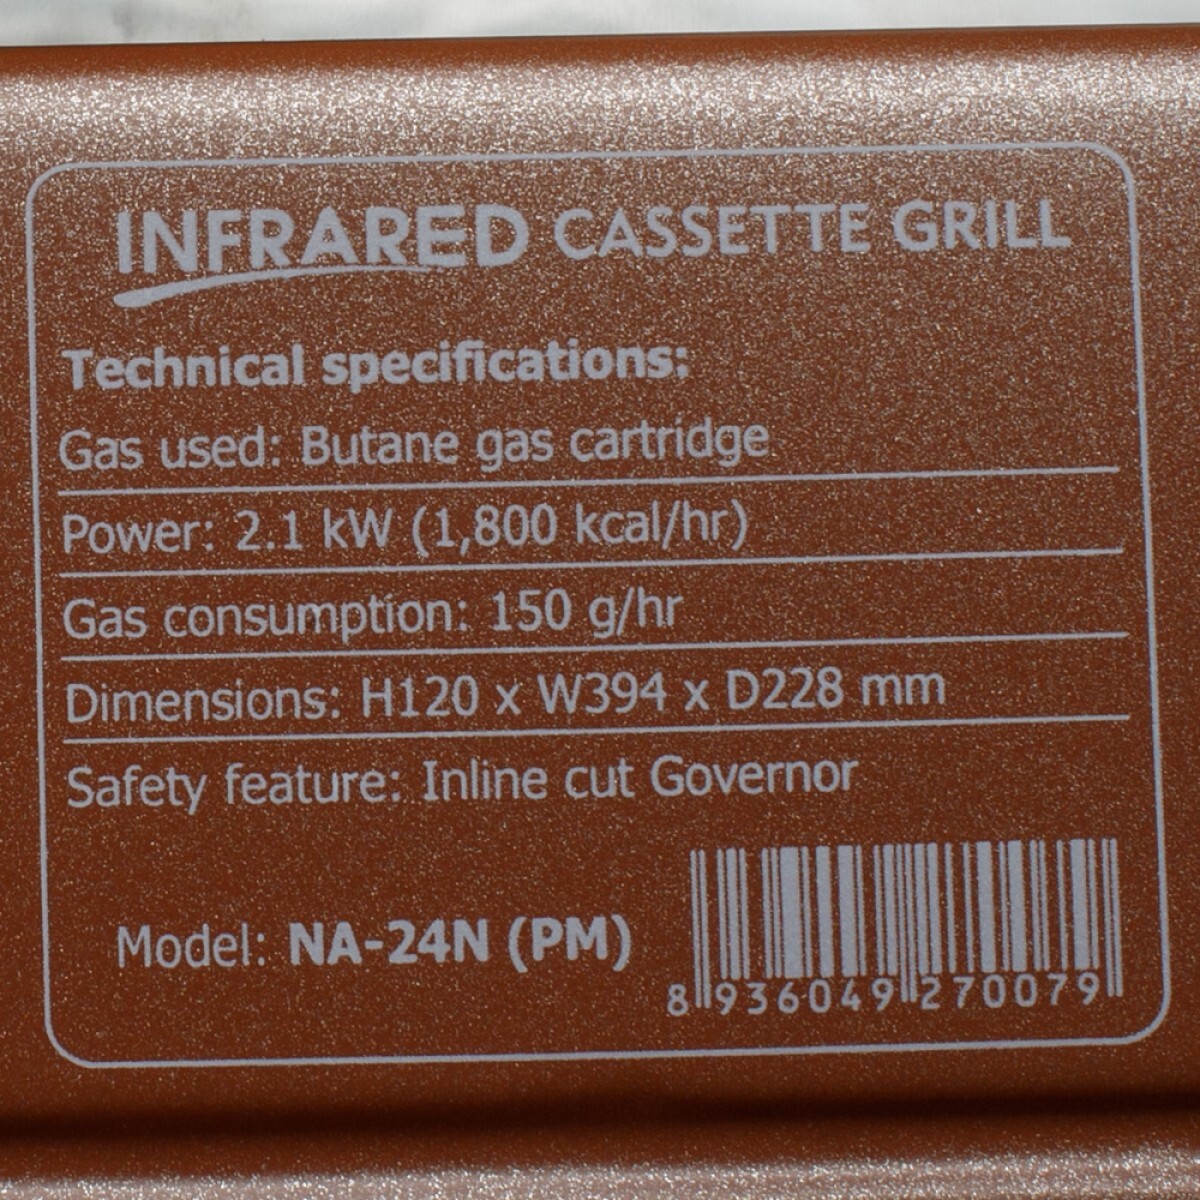 INFRARED CASSETTE GRILL
Technical specifications:
Gas used: Butane gas cartridge
Power: 2.1 kW (1,800 kcal/hr)
Gas consumption: 150 g/hr
Dimensions: H120 x W394 x D228 mm
Safety feature: Inline cut Governor
Model: NA-24N (PM)
8 936049 270079